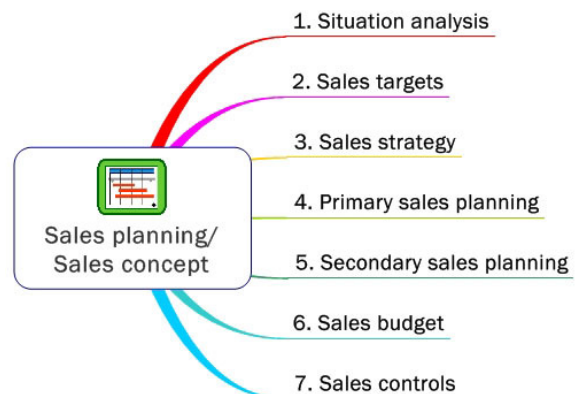 1. Situation analysis
2. Sales targets
3. Sales strategy
4. Primary sales planning
Sales planning/
Sales concept
5. Secondary sales planning
6. Sales budget
7. Sales controls